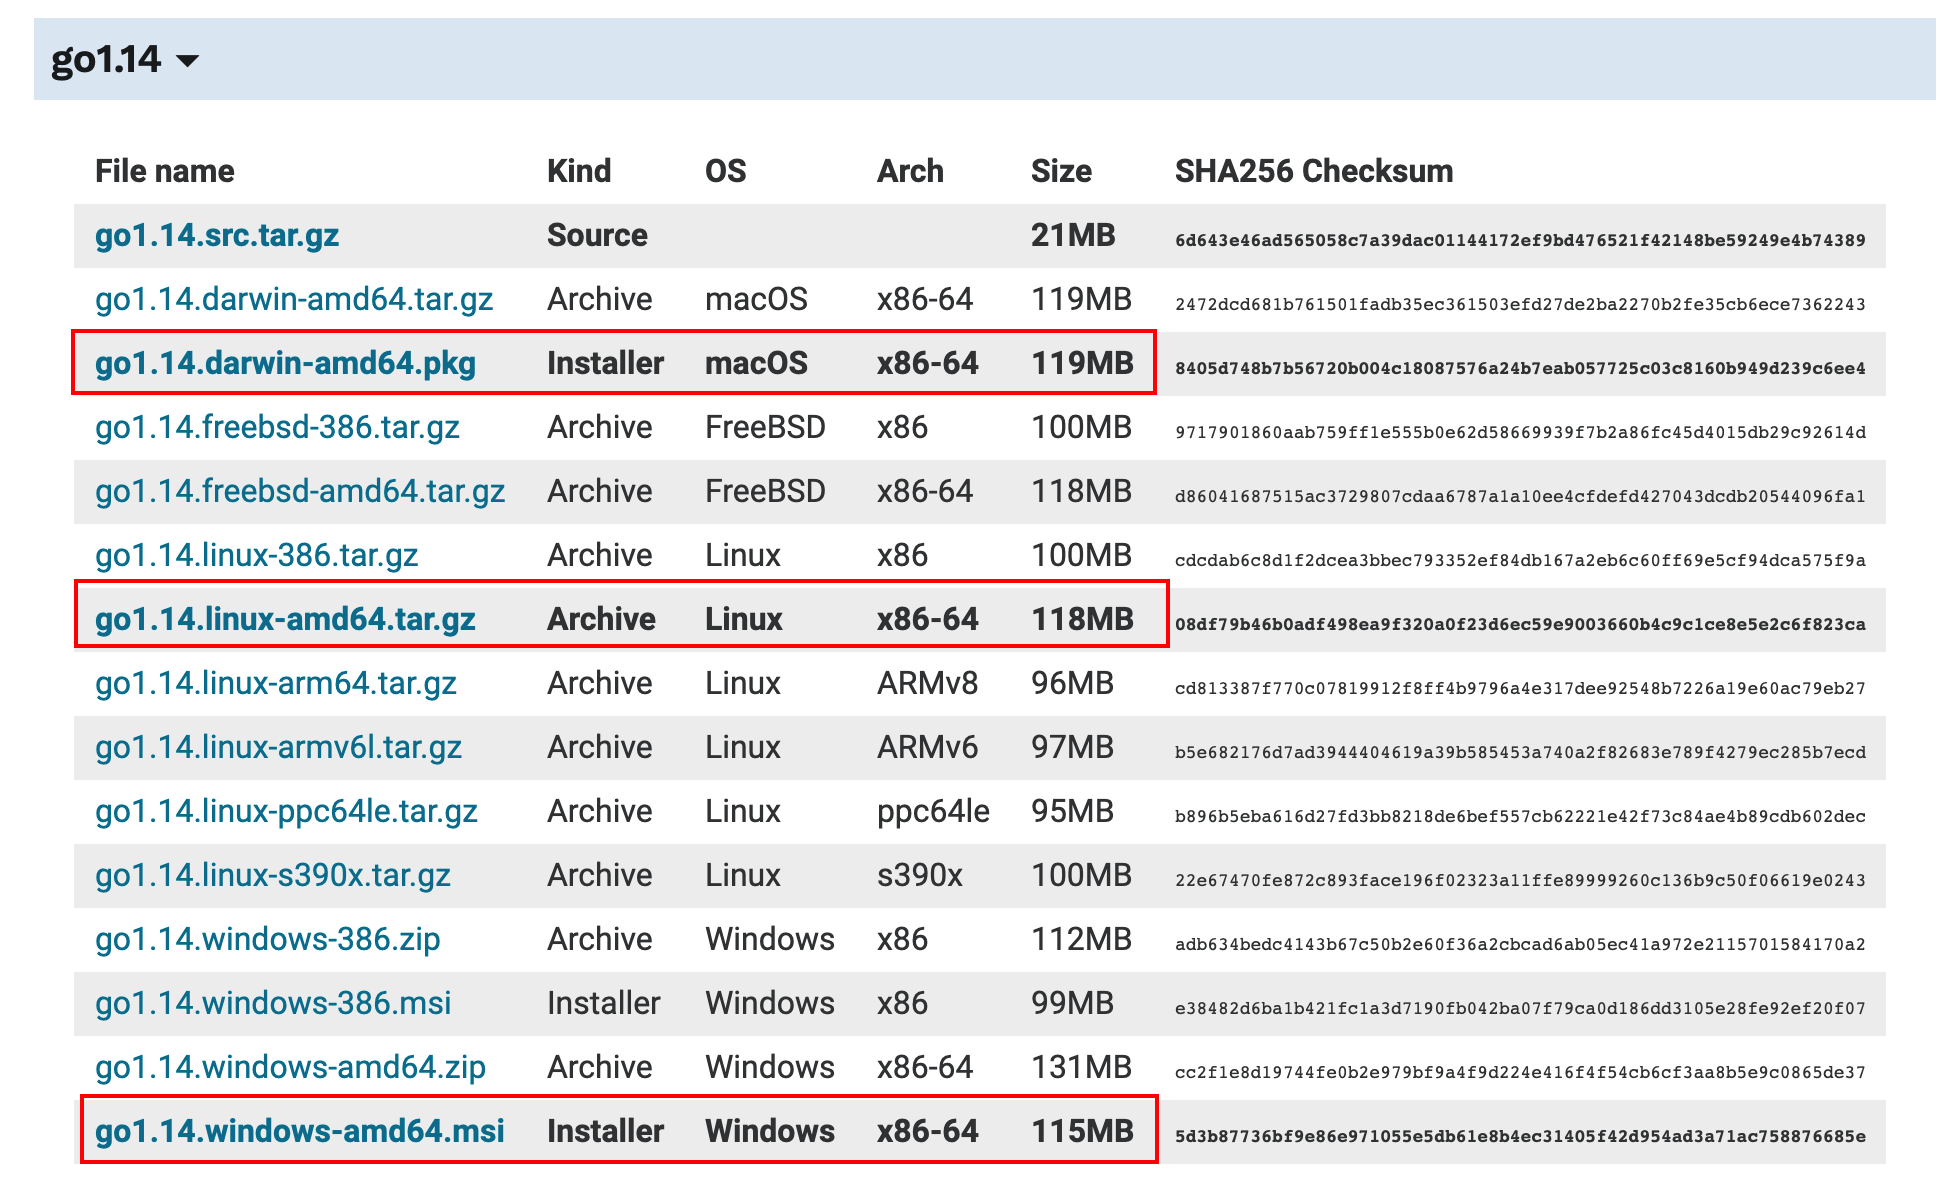 go1.14
File name Kind OS Arch Size SHA256 Checksum
go1.14.src.tar.gz Source 21MB 6d643e46ad565058c7a39dac01144172ef9bd476521f42148be59249e4b74389
go1.14.darwin-amd64.tar.gz Archive macOS x86-64 119MB 2472dcd681b761501fadb35ec361503efd27de2ba2270b2fe35cb6ece7362243
go1.14.darwin-amd64.pkg Installer macOS x86-64 119MB 8405d748b7b56720b004c18087576a24b7eab057725c03c8160b949d239c6ee4
go1.14.freebsd-386.tar.gz Archive FreeBSD x86 100MB 9717901860aab759ff1e555b0e62d58669939f7b2a86fc45d4015db29c92614d
go1.14.freebsd-amd64.tar.gz Archive FreeBSD x86-64 118MB d86041687515ac3729807cdaa6787a1a10ee4cfdefd427043dcdb20544096fa1
go1.14.linux-386.tar.gz Archive Linux x86 100MB cdcdab6c8d1f2dcea3bbec793352ef84db167a2eb6c60ff69e5cf94dca575f9a
go1.14.linux-amd64.tar.gz Archive Linux x86-64 118MB 08df79b46b0adf498ea9f320a0f23d6ec59e9003660b4c9c1ce8e5e2c6f823ca
go1.14.linux-arm64.tar.gz Archive Linux ARMv8 96MB cd813387f770c07819912f8ff4b9796a4e317dee92548b7226a19e60ac79eb27
go1.14.linux-armv6l.tar.gz Archive Linux ARMv6 97MB b5e682176d7ad3944404619a39b585453a740a2f82683e789f4279ec285b7ecd
go1.14.linux-ppc64le.tar.gz Archive Linux ppc64le 95MB b896b5eba616d27fd3bb8218de6bef557cb62221e42f73c84ae4b89cdb602dec
go1.14.linux-s390x.tar.gz Archive Linux s390x 100MB 22e67470fe872c893face196f02323a11ffe89999260c136b9c50f06619e0243
go1.14.windows-386.zip Archive Windows x86 112MB adb634bedc4143b67c50b2e60f36a2cbcad6ab05ec41a972e2115701584170a2
go1.14.windows-386.msi Installer Windows x86 99MB e38482d6ba1b421fc1a3d7190fb042ba07f79ca0d186dd3105e28fe92ef20f07
go1.14.windows-amd64.zip Archive Windows x86-64 131MB cc2f1e8d19744fe0b2e979bf9a4f9d224e416f4f54cb6cf3aa8b5e9c0865de37
go1.14.windows-amd64.msi Installer Windows x86-64 115MB 5d3b87736bf9e86e971055e5db61e8b4ec31405f42d954ad3a71ac758876685e